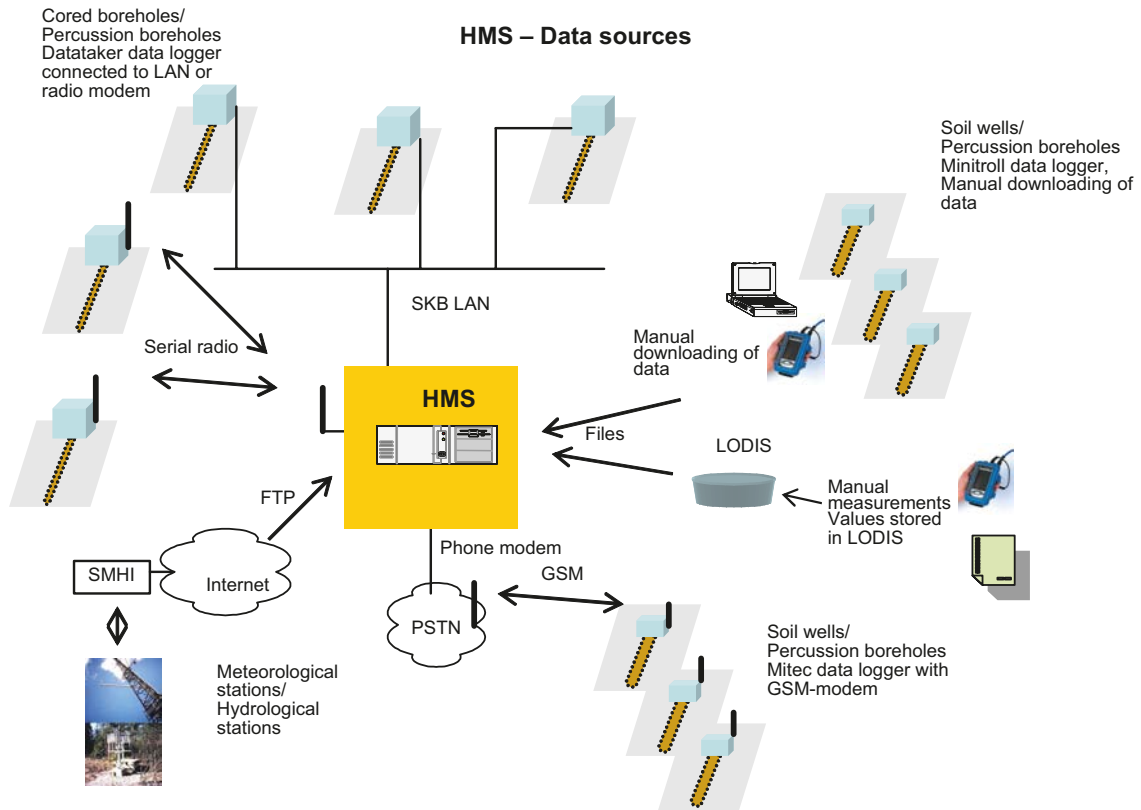 HMS – Data sources
Cored boreholes/
Percussion boreholes
Datataker data logger
connected to LAN or
radio modem
Soil wells/
Percussion boreholes
Minitroll data logger,
Manual downloading of
data
SKB LAN
Serial radio
Manual
downloading of
data
HMS
Files
LODIS
Manual
measurements
Values stored
in LODIS
FTP
Phone modem
SMHI
Internet
GSM
PSTN
Meteorological
stations/
Hydrological
stations
Soil wells/
Percussion boreholes
Mitec data logger with
GSM-modem